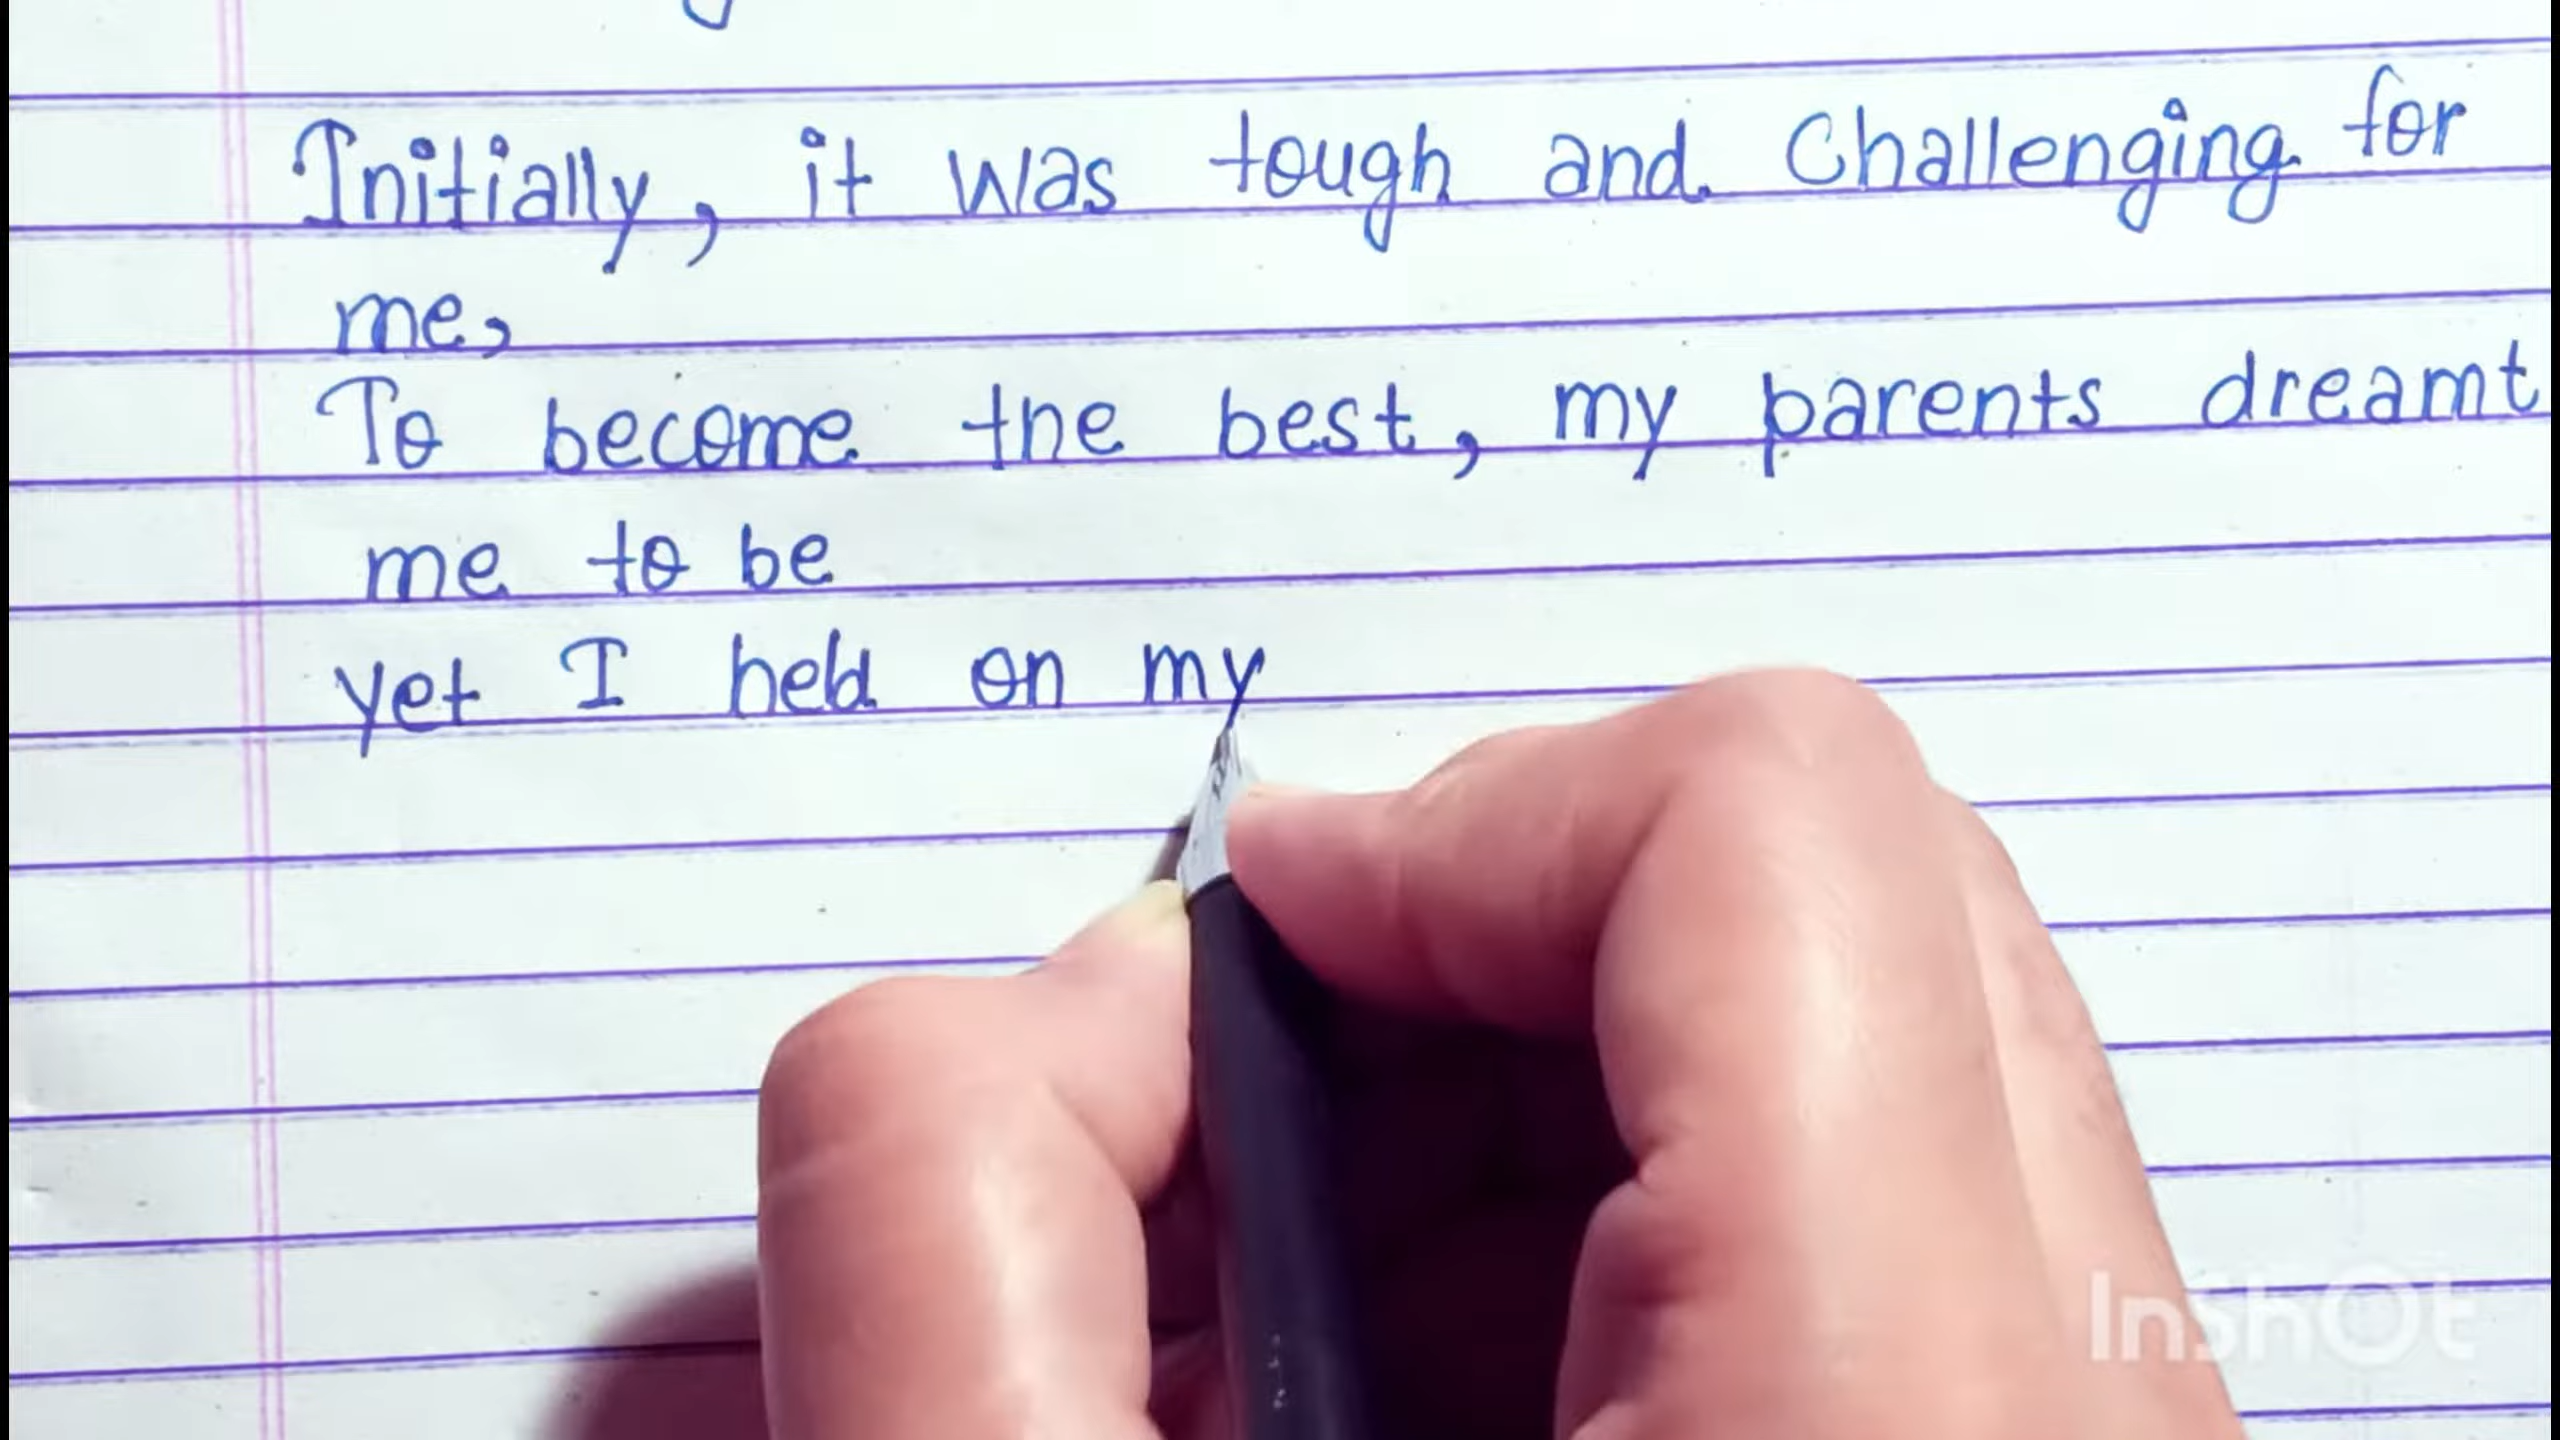 Initially, it was tough and challenging for
me,
To become the best, my parents dreamt
me to be
yet I held on my
InShOt